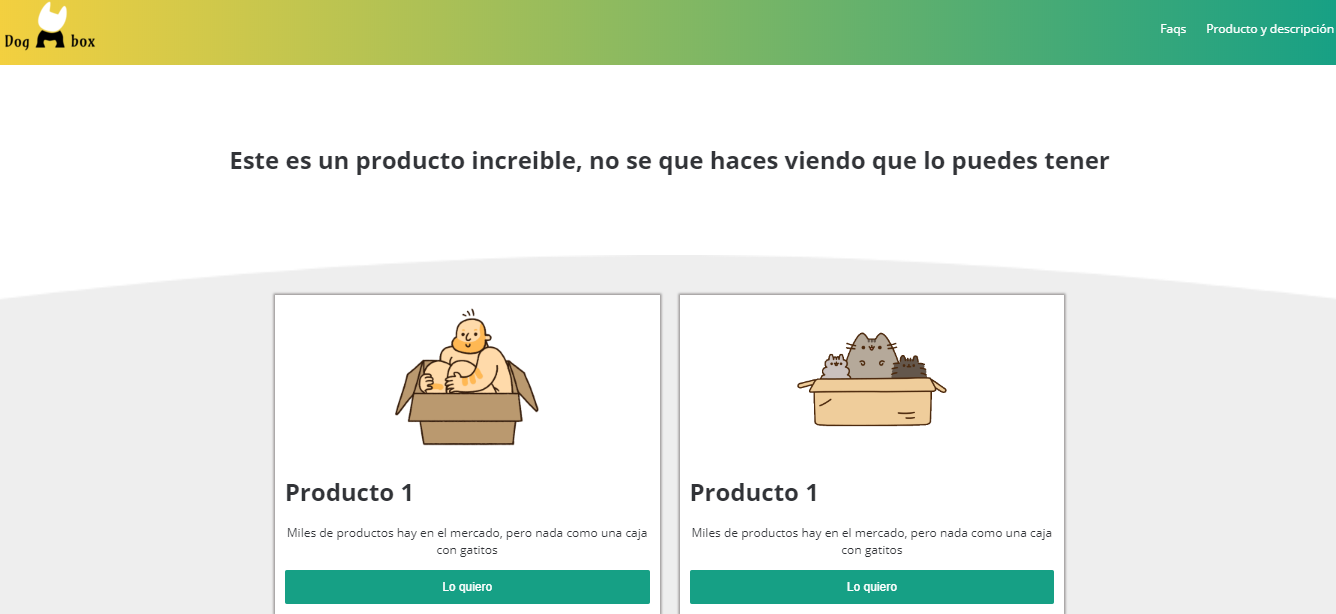 Dog box
Faqs Producto y descripción
Este es un producto increible, no se que haces viendo que lo puedes tener
Producto 1
Miles de productos hay en el mercado, pero nada como una caja
con gatitos
Lo quiero
Producto 1
Miles de productos hay en el mercado, pero nada como una caja
con gatitos
Lo quiero